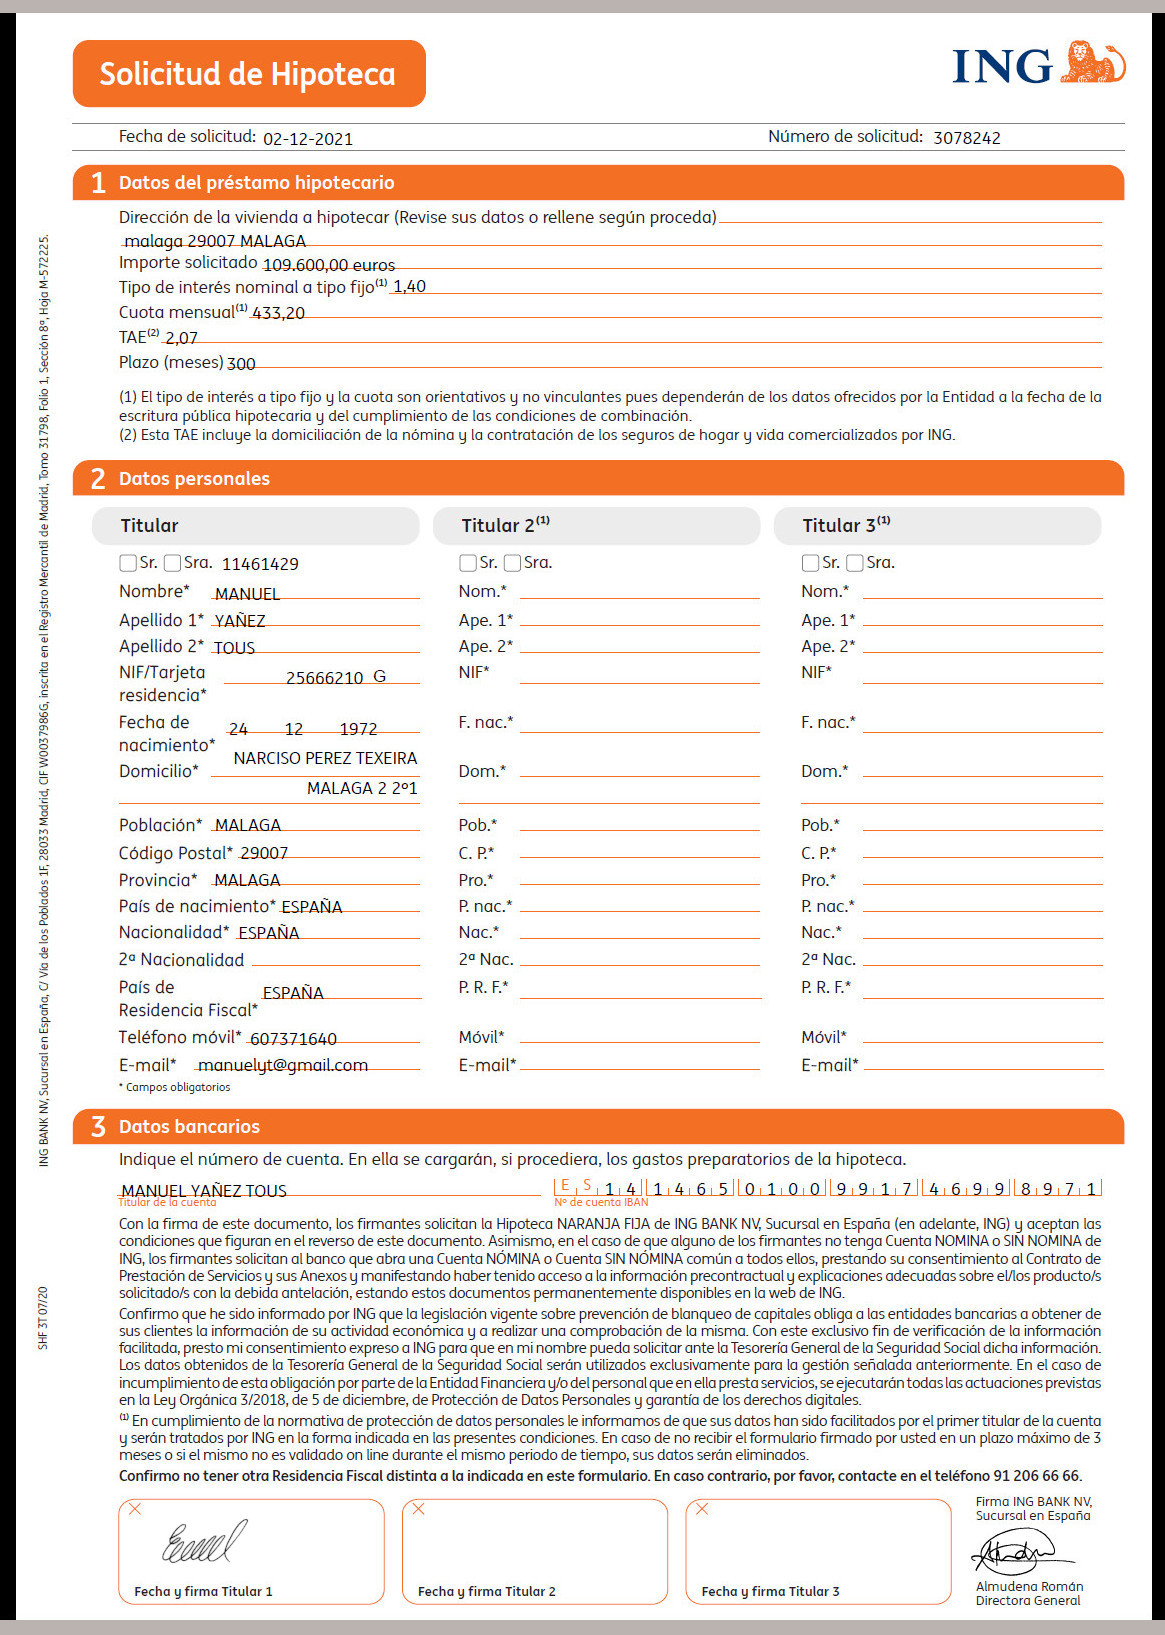 Solicitud de Hipoteca
ING
Fecha de solicitud: 02-12-2021 Número de solicitud: 3078242
1 Datos del préstamo hipotecario
Dirección de la vivienda a hipotecar (Revise sus datos o rellene según proceda)
malaga 29007 MALAGA
Importe solicitado 109.600,00 euros
Tipo de interés nominal a tipo fijo(1) 1,40
Cuota mensual(1) 433,20
TAE(2) 2,07
Plazo (meses) 300
(1) El tipo de interés a tipo fijo y la cuota son orientativos y no vinculantes pues dependerán de los datos ofrecidos por la Entidad a la fecha de la
escritura pública hipotecaria y del cumplimiento de las condiciones de combinación.
(2) Esta TAE incluye la domiciliación de la nómina y la contratación de los seguros de hogar y vida comercializados por ING.
2 Datos personales
Titular Titular 2(1) Titular 3(1)
Sr. Sra. 11461429 Sr. Sra. Sr. Sra.
Nombre* MANUEL Nom.* Nom.*
Apellido 1* YAÑEZ Ape. 1* Ape. 1*
Apellido 2* TOUS Ape. 2* Ape. 2*
NIF/Tarjeta 25666210 G NIF* NIF*
residencia*
Fecha de 24 12 1972 F. nac.* F. nac.*
nacimiento*
NARCISO PEREZ TEXEIRA
Domicilio* Dom.* Dom.*
MALAGA 2 2º1
Población* MALAGA Pob.* Pob.*
Código Postal* 29007 C. P.* C. P.*
Provincia* MALAGA Pro.* Pro.*
País de nacimiento* ESPAÑA P. nac.* P. nac.*
Nacionalidad* ESPAÑA Nac.* Nac.*
2ª Nacionalidad 2ª Nac. 2ª Nac.
País de ESPAÑA P. R. F.* P. R. F.*
Residencia Fiscal*
Teléfono móvil* 607371640 Móvil* Móvil*
E-mail* manuelyt@gmail.com E-mail* E-mail*
* Campos obligatorios
3 Datos bancarios
Indique el número de cuenta. En ella se cargarán, si procediera, los gastos preparatorios de la hipoteca.
MANUEL YAÑEZ TOUS E S 1 4 1 4 6 5 0 1 0 0 9 9 1 7 4 6 9 9 8 9 7 1
Titular de la cuenta Nº de cuenta IBAN
Con la firma de este documento, los firmantes solicitan la Hipoteca NARANJA FIJA de ING BANK NV, Sucursal en España (en adelante, ING) y aceptan las
condiciones que figuran en el reverso de este documento. Asimismo, en el caso de que alguno de los firmantes no tenga Cuenta NOMINA o SIN NOMINA de
ING, los firmantes solicitan al banco que abra una Cuenta NÓMINA o Cuenta SIN NÓMINA común a todos ellos, prestando su consentimiento al Contrato de
Prestación de Servicios y sus Anexos y manifestando haber tenido acceso a la información precontractual y explicaciones adecuadas sobre el/los producto/s
solicitado/s con la debida antelación, estando estos documentos permanentemente disponibles en la web de ING.
Confirmo que he sido informado por ING que la legislación vigente sobre prevención de blanqueo de capitales obliga a las entidades bancarias a obtener de
sus clientes la información de su actividad económica y a realizar una comprobación de la misma. Con este exclusivo fin de verificación de la información
facilitada, presto mi consentimiento expreso a ING para que en mi nombre pueda solicitar ante la Tesorería General de la Seguridad Social dicha información.
Los datos obtenidos de la Tesorería General de la Seguridad Social serán utilizados exclusivamente para la gestión señalada anteriormente. En el caso de
incumplimiento de esta obligación por parte de la Entidad Financiera y/o del personal que en ella presta servicios, se ejecutarán todas las actuaciones previstas
en la Ley Orgánica 3/2018, de 5 de diciembre, de Protección de Datos Personales y garantía de los derechos digitales.
(1) En cumplimiento de la normativa de protección de datos personales le informamos de que sus datos han sido facilitados por el primer titular de la cuenta
y serán tratados por ING en la forma indicada en las presentes condiciones. En caso de no recibir el formulario firmado por usted en un plazo máximo de 3
meses o si el mismo no es validado on line durante el mismo periodo de tiempo, sus datos serán eliminados.
Confirmo no tener otra Residencia Fiscal distinta a la indicada en este formulario. En caso contrario, por favor, contacte en el teléfono 91 206 66 66.
Fecha y firma Titular 1 Fecha y firma Titular 2 Fecha y firma Titular 3
Firma ING BANK NV,
Sucursal en España
Almudena Román
Directora General
ING BANK NV, Sucursal en España, C/ Vía de los Poblados 1F, 28033 Madrid, CIF W0037986G, inscrita en el Registro Mercantil de Madrid, Tomo 31798, Folio 1, Sección 8ª, Hoja M-572225.
SHF 3T 07/20